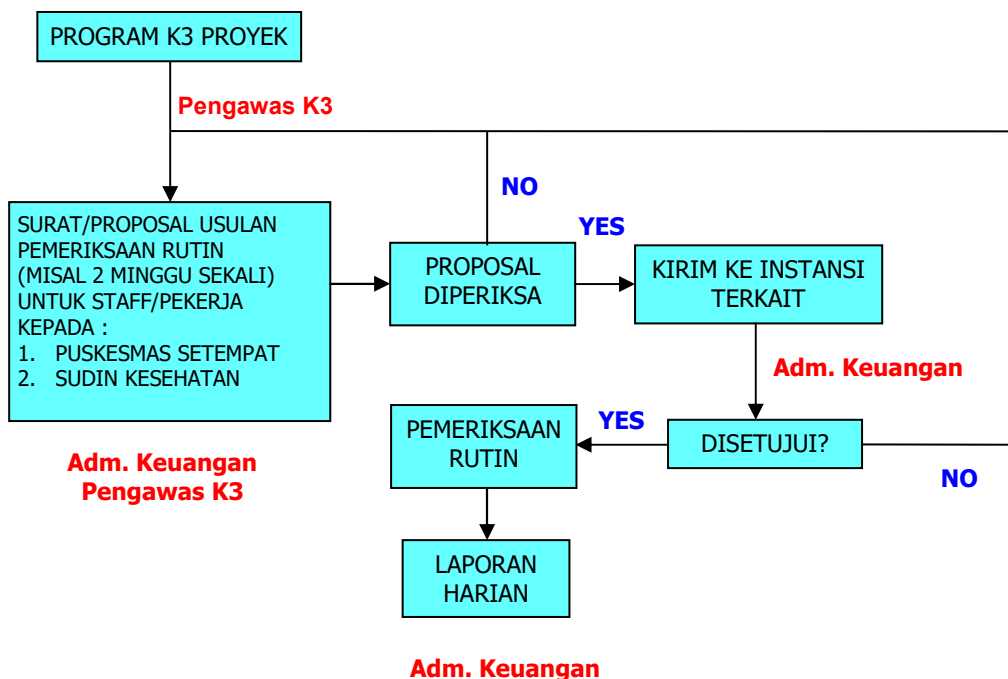 PROGRAM K3 PROYEK
Pengawas K3
NO
SURAT/PROPOSAL USULAN
PEMERIKSAAN RUTIN
(MISAL 2 MINGGU SEKALI)
UNTUK STAFF/PEKERJA
KEPADA :
1. PUSKESMAS SETEMPAT
2. SUDIN KESEHATAN
Adm. Keuangan
Pengawas K3
PROPOSAL
DIPERIKSA
YES
KIRIM KE INSTANSI
TERKAIT
Adm. Keuangan
DISETUJUI?
NO
YES
PEMERIKSAAN
RUTIN
LAPORAN
HARIAN
Adm. Keuangan